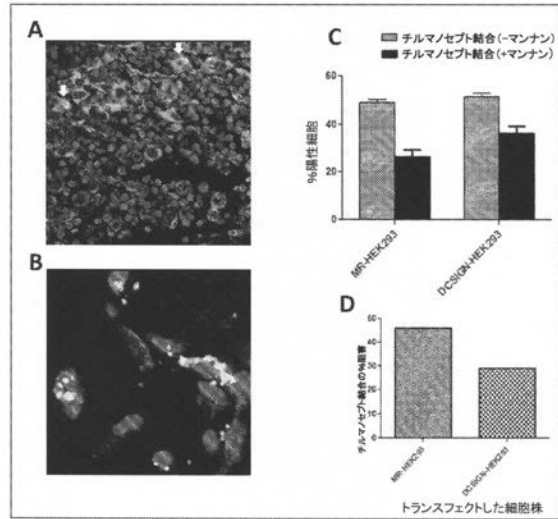 A
B
C
チルマノセプト結合(−マンナン)
チルマノセプト結合(+マンナン)
%陽性細胞
60
40
20
0
MR-HEK293
DCSIGN-HEK293
D
チルマノセプト結合の%阻害
50
40
30
20
10
0
MR-HEK293
DCSIGN-HEK293
トランスフェクトした細胞株